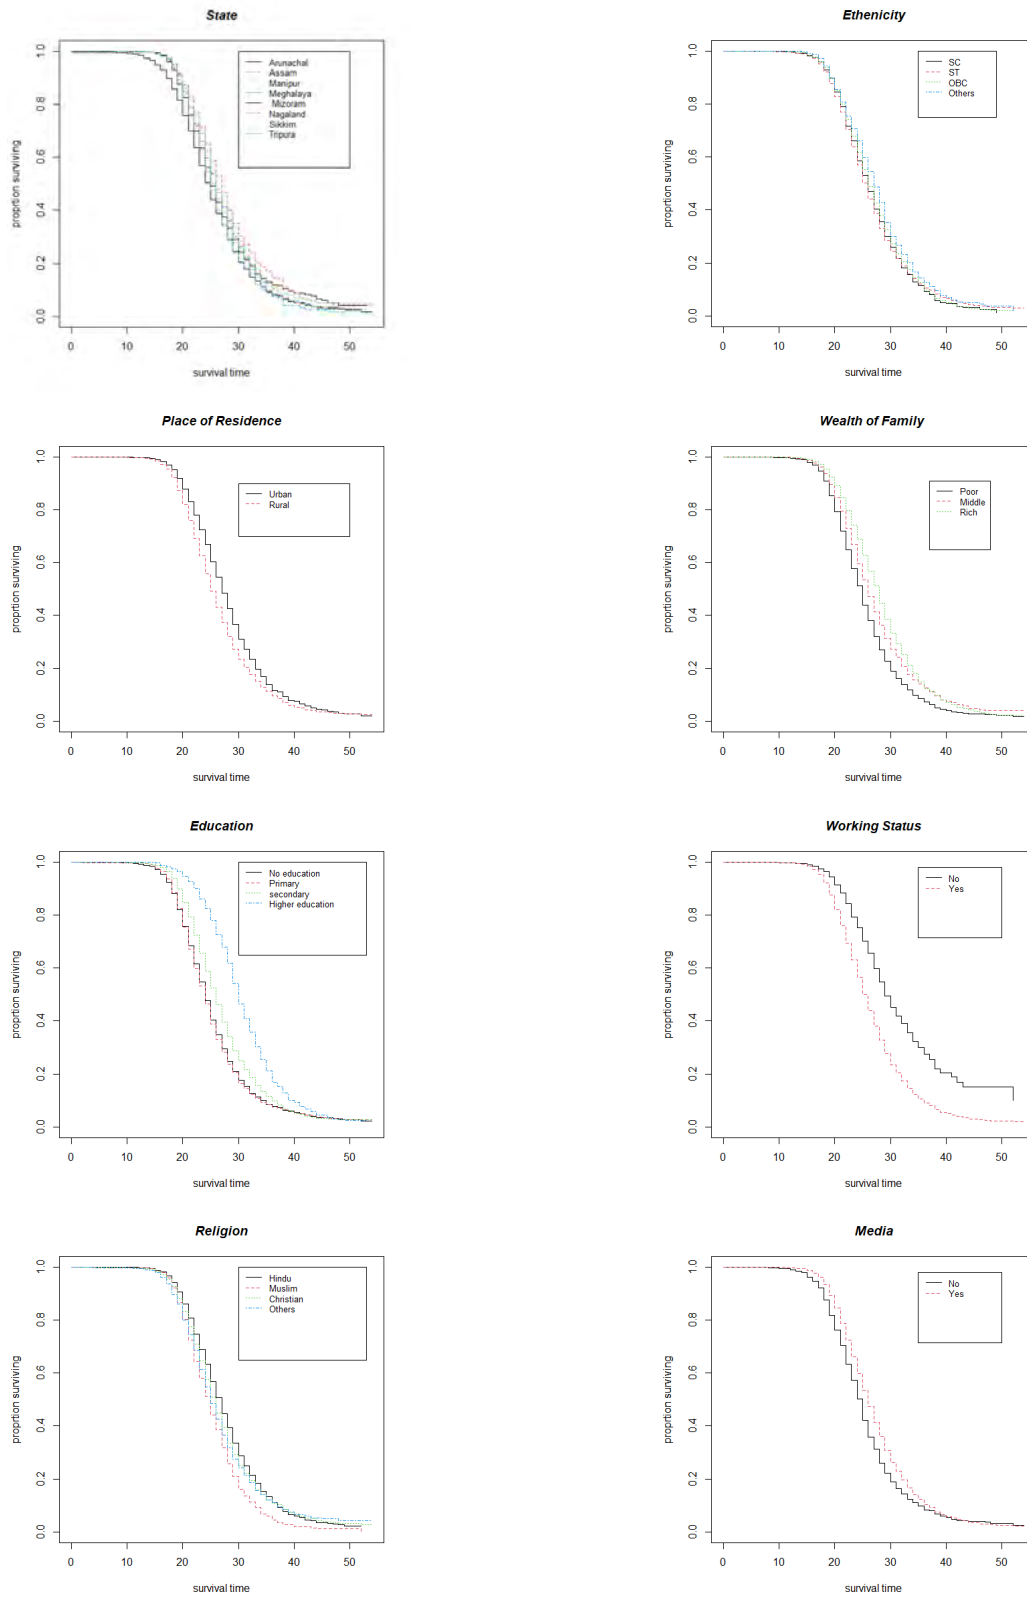 State
proprtion surviving
1.0
0.8
0.6
0.4
0.2
0.0
Arunachal
Assam
Manipur
Meghalaya
Mizoram
Nagaland
Sikkim
Tripura
0 10 20 30 40 50
survival time
Ethenicity
proprtion surviving
1.0
0.8
0.6
0.4
0.2
0.0
SC
ST
OBC
Others
0 10 20 30 40 50
survival time
Place of Residence
proprtion surviving
1.0
0.8
0.6
0.4
0.2
0.0
Urban
Rural
0 10 20 30 40 50
survival time
Wealth of Family
proprtion surviving
1.0
0.8
0.6
0.4
0.2
0.0
Poor
Middle
Rich
0 10 20 30 40 50
survival time
Education
proprtion surviving
1.0
0.8
0.6
0.4
0.2
0.0
No education
Primary
secondary
Higher education
0 10 20 30 40 50
survival time
Working Status
proprtion surviving
1.0
0.8
0.6
0.4
0.2
0.0
No
Yes
0 10 20 30 40 50
survival time
Religion
proprtion surviving
1.0
0.8
0.6
0.4
0.2
0.0
Hindu
Muslim
Christian
Others
0 10 20 30 40 50
survival time
Media
proprtion surviving
1.0
0.8
0.6
0.4
0.2
0.0
No
Yes
0 10 20 30 40 50
survival time